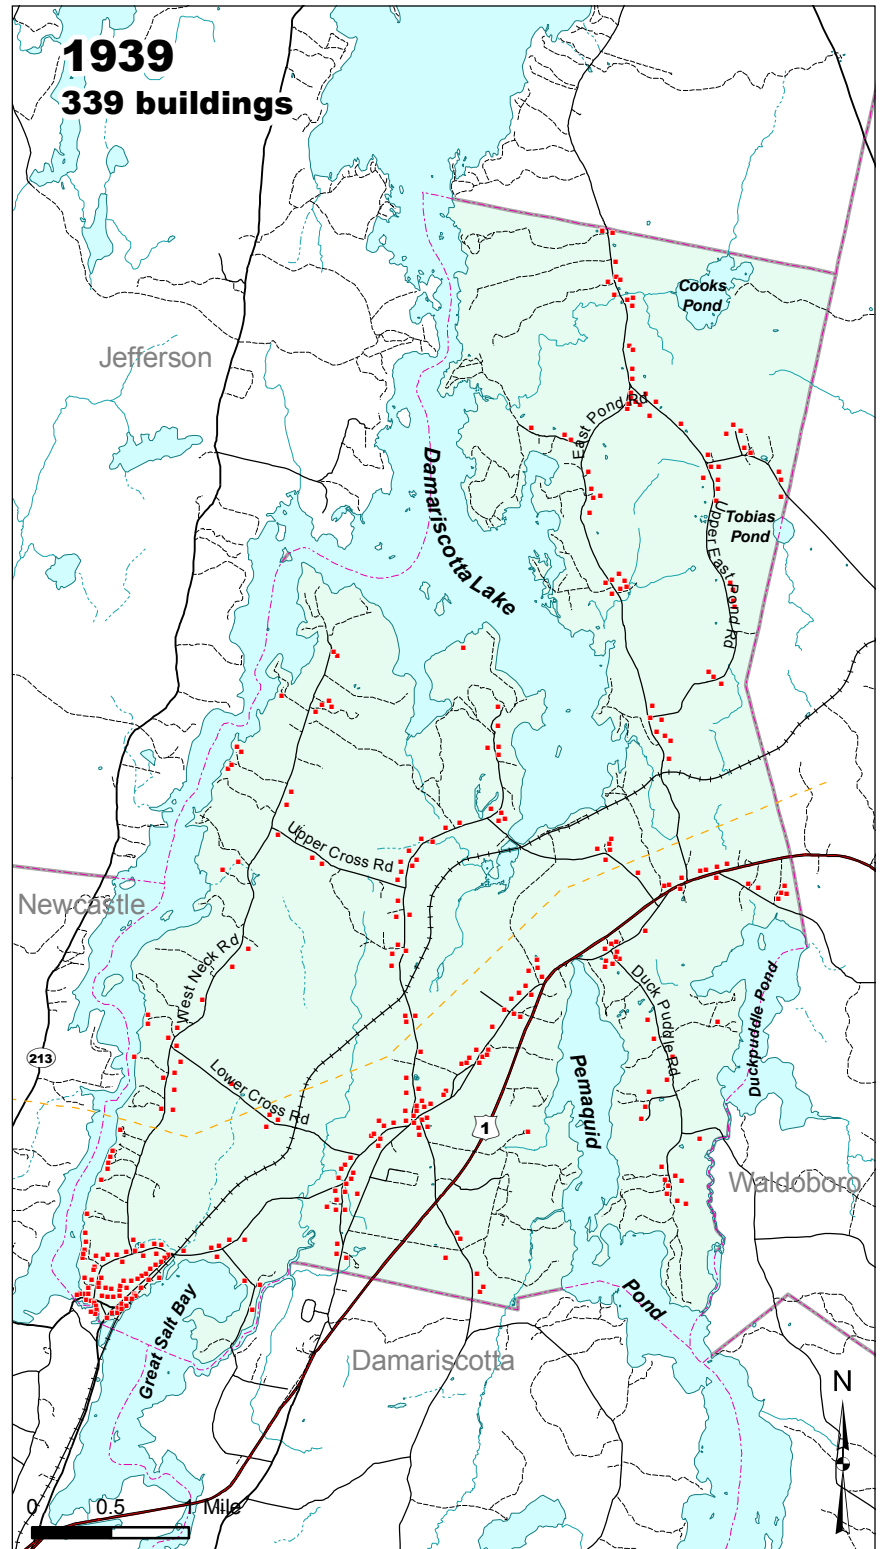 1939
339 buildings
Cooks
Pond
Jefferson
East Pond Rd
Damariscotta Lake
Upper East Pond Rd
Tobias
Pond
Upper Cross Rd
Newcastle
West Neck Rd
Duck Puddle Rd
Duckpuddle Pond
213
Lower Cross Rd
Pemaquid
1
Waldoboro
Great Salt Bay
Pond
Damariscotta
N
0 0.5 1 Mile